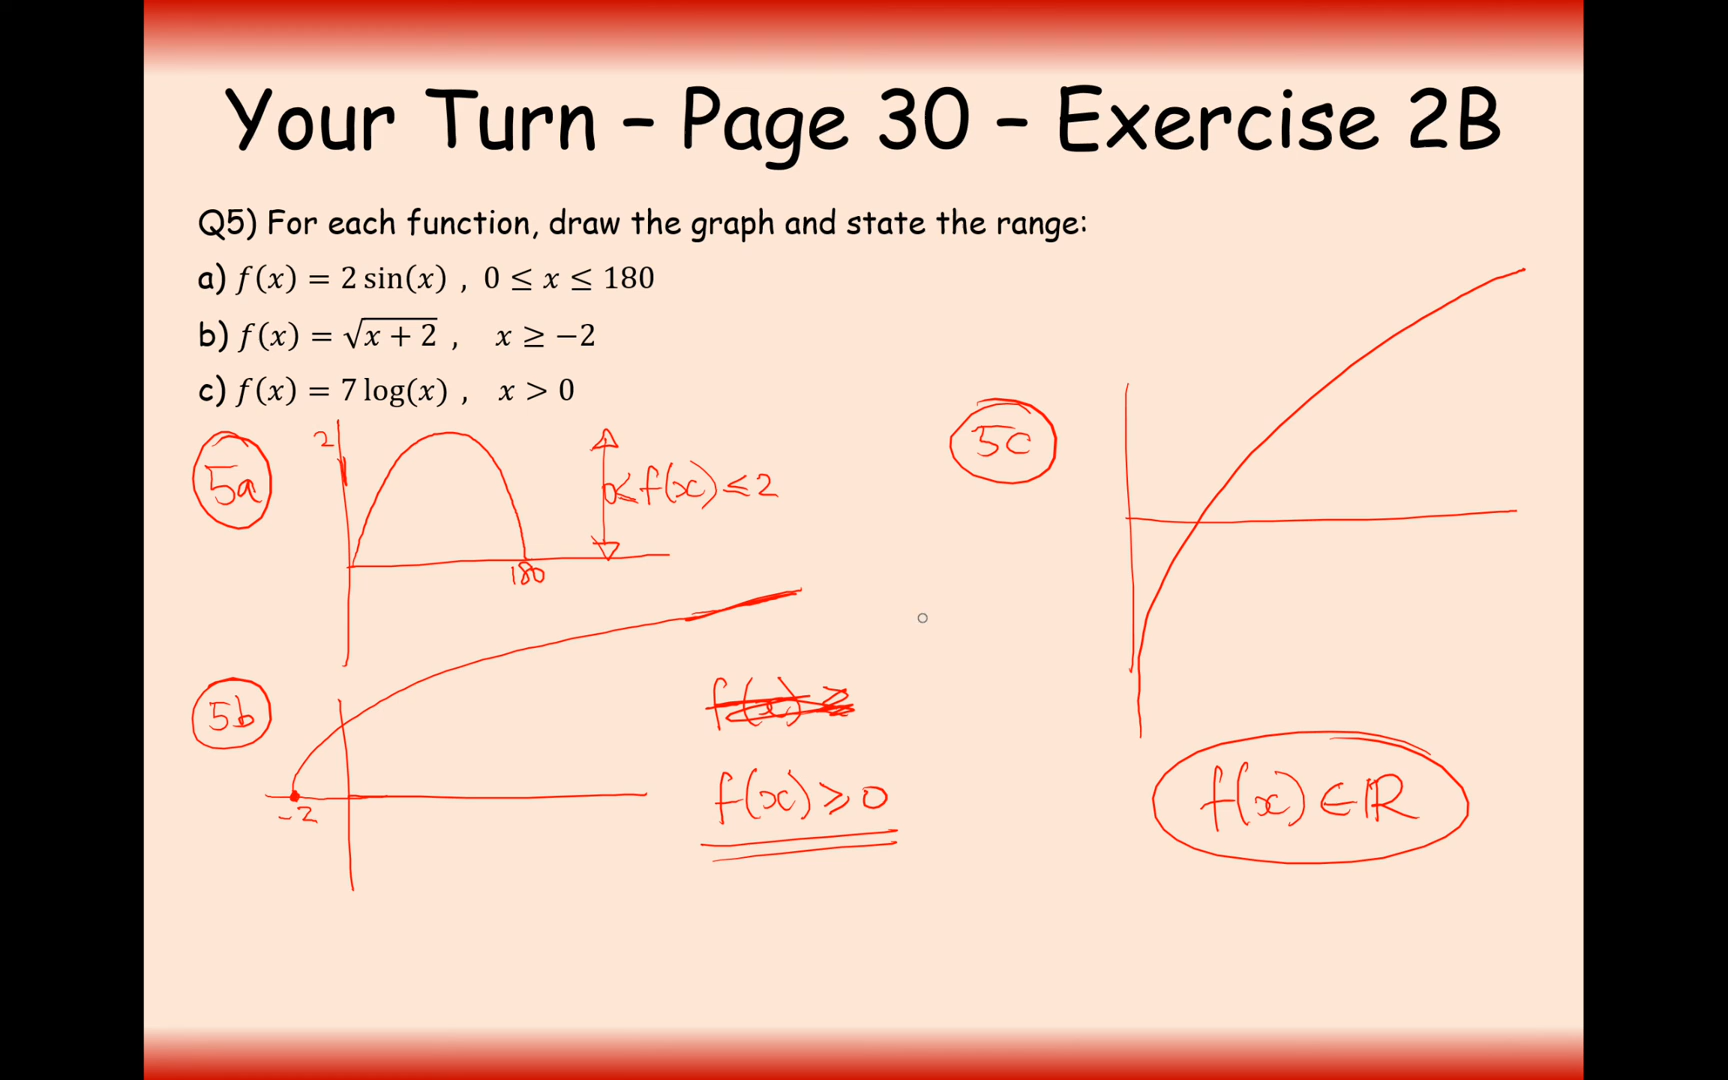 Your Turn – Page 30 – Exercise 2B
Q5) For each function, draw the graph and state the range:
a) f(x) = 2 sin(x) , 0 ≤ x ≤ 180
b) f(x) = √(x + 2) , x ≥ −2
c) f(x) = 7 log(x) , x > 0
5a
2
0 ≤ f(x) ≤ 2
180
5b
-2
f(x) ≥
f(x) ≥ 0
5c
f(x) ∈ ℝ